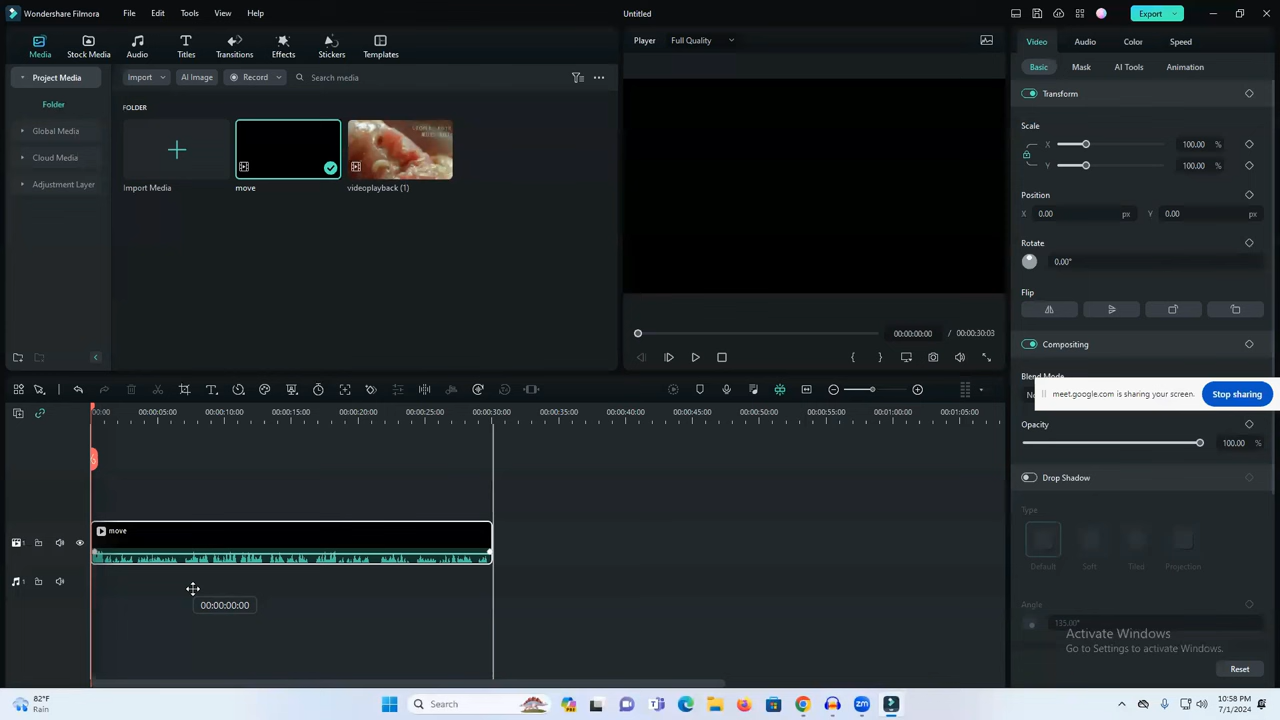 Wondershare Filmora File Edit Tools View Help Untitled Export
Media Stock Media Audio Titles Transitions Effects Stickers Templates
Player Full Quality
Video Audio Color Speed
Project Media
Import AI Image Record Search media
Basic Mask AI Tools Animation
Folder
FOLDER
Global Media
Cloud Media
Adjustment Layer
Import Media
move
videoplayback (1)
Transform
Scale
X 100.00 %
Y 100.00 %
Position
X 0.00 px Y 0.00 px
Rotate
0.00°
Flip
00:00:00:00 / 00:00:30:03
Compositing
Blend Mode
meet.google.com is sharing your screen. Stop sharing
Opacity
100.00 %
Drop Shadow
Type
Default Soft Tiled Projection
Angle
135.00°
Activate Windows
Go to Settings to activate Windows.
Reset
:00:00 00:00:05:00 00:00:10:00 00:00:15:00 00:00:20:00 00:00:25:00 00:00:30:00 00:00:35:00 00:00:40:00 00:00:45:00 00:00:50:00 00:00:55:00 00:01:00:00 00:01:05:00
move
1
1
00:00:00:00
82°F
Rain
Search
10:58 PM
7/1/2024